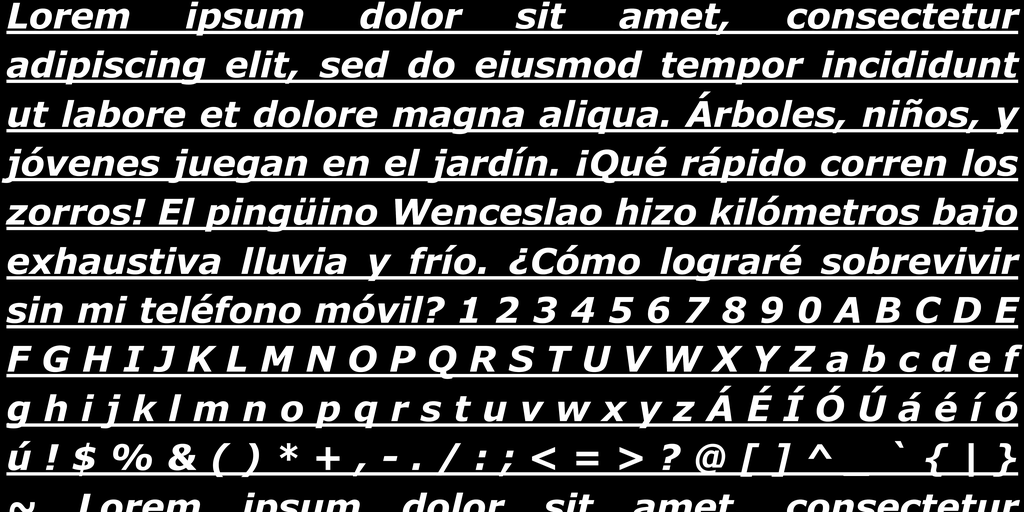 Lorem ipsum dolor sit amet, consectetur
adipiscing elit, sed do eiusmod tempor incididunt
ut labore et dolore magna aliqua. Árboles, niños, y
jóvenes juegan en el jardín. ¡Qué rápido corren los
zorros! El pingüino Wenceslao hizo kilómetros bajo
exhaustiva lluvia y frío. ¿Cómo lograré sobrevivir
sin mi teléfono móvil? 1 2 3 4 5 6 7 8 9 0 A B C D E
F G H I J K L M N O P Q R S T U V W X Y Z a b c d e f
g h i j k l m n o p q r s t u v w x y z Á É Í Ó Ú á é í ó
ú ! $ % & ( ) * + , - . / : ; < = > ? @ [ ] ^ _ ` { | }
~ Lorem ipsum dolor sit amet, consectetur